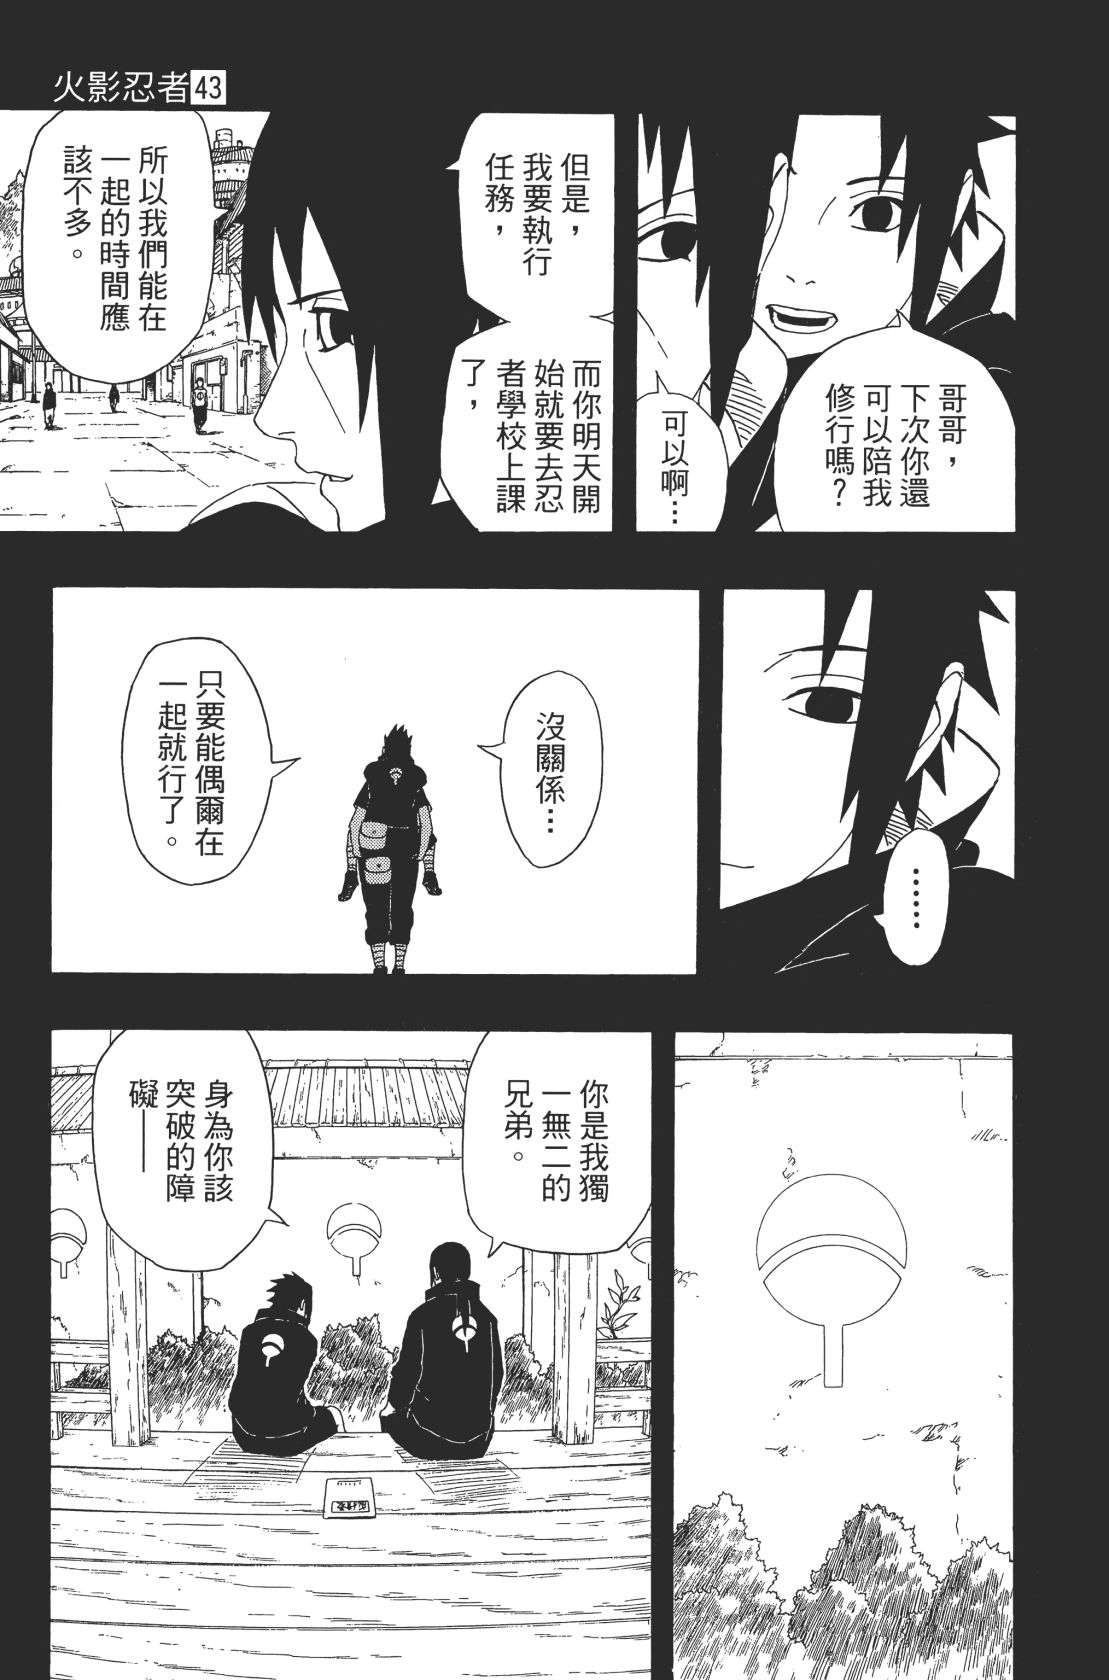 火影忍者43
哥哥，
下次你還
可以陪我
修行嗎？
可以啊…
但是，
我要執行
任務，
而你明天開
始就要去忍
者學校上課
了，
所以我們能在
一起的時間應
該不多。
……
沒關係…
只要能偶爾在
一起就行了。
你是我獨
一無二的
兄弟。
身為你該
突破的障
礙——